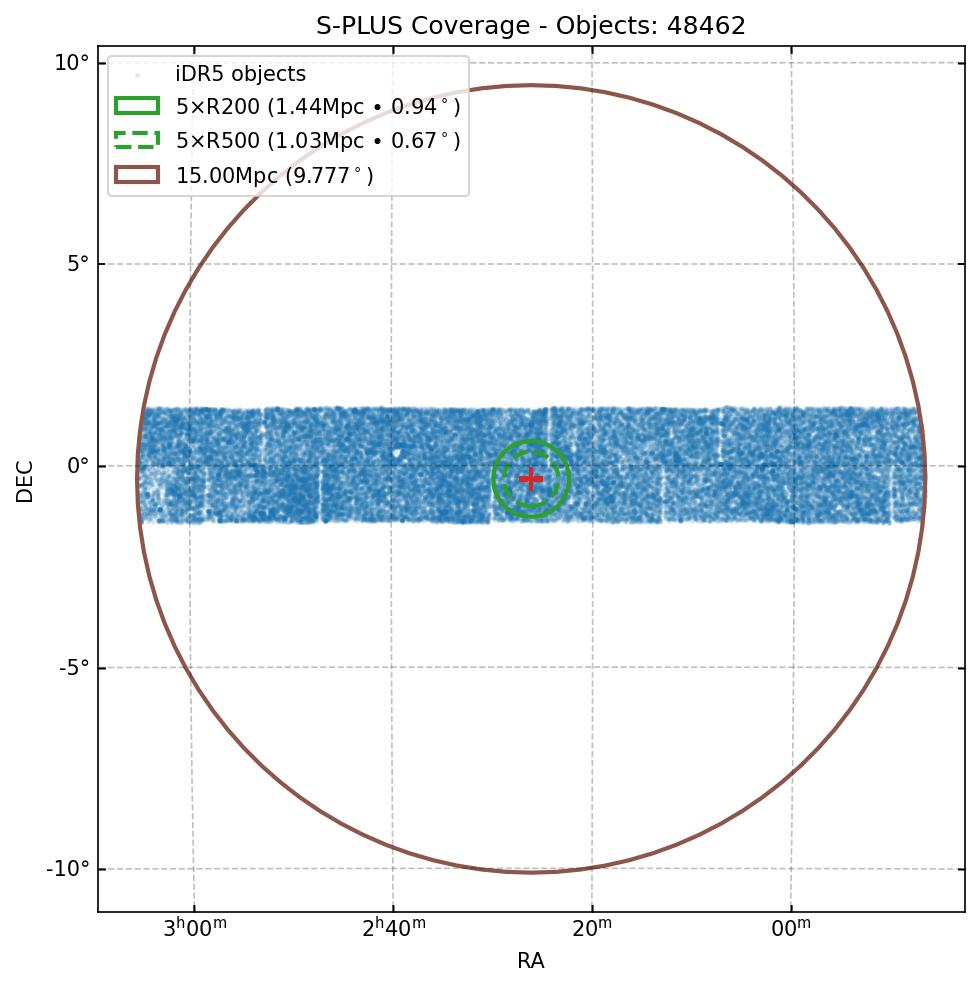 S-PLUS Coverage - Objects: 48462
iDR5 objects
5×R200 (1.44Mpc • 0.94°)
5×R500 (1.03Mpc • 0.67°)
15.00Mpc (9.777°)
10°
5°
0°
-5°
-10°
DEC
3ʰ00ᵐ 2ʰ40ᵐ 20ᵐ 00ᵐ
RA